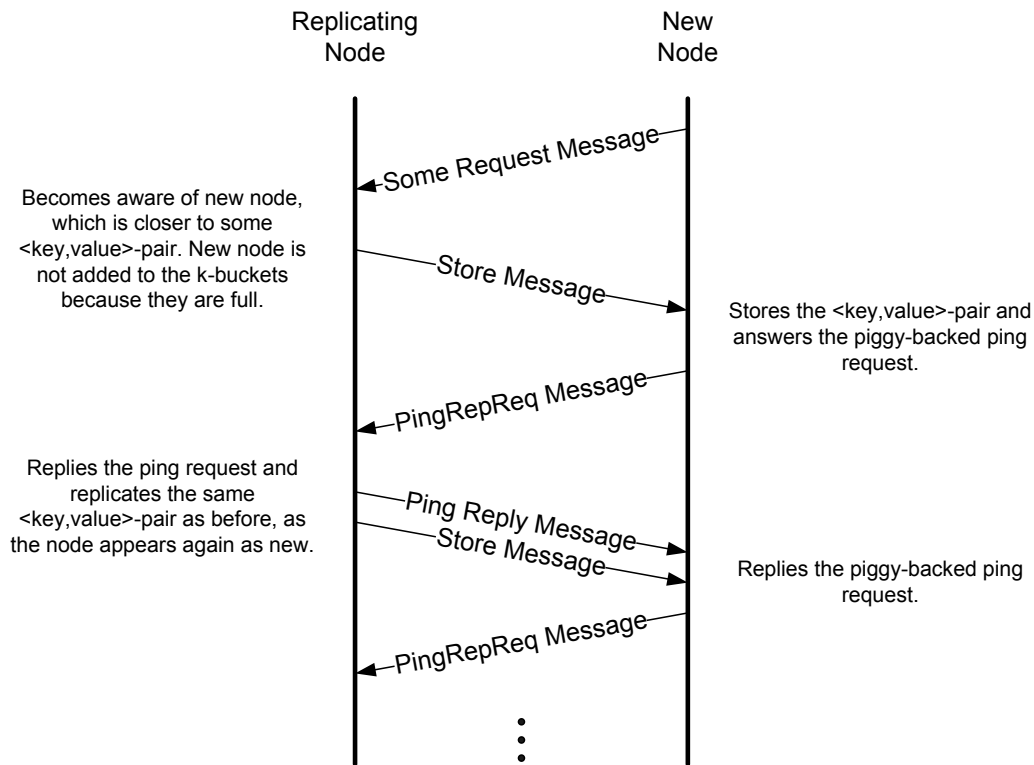 Replicating
Node
New
Node
Some Request Message
Becomes aware of new node,
which is closer to some
<key,value>-pair. New node is
not added to the k-buckets
because they are full.
Store Message
Stores the <key,value>-pair and
answers the piggy-backed ping
request.
PingRepReq Message
Replies the ping request and
replicates the same
<key,value>-pair as before, as
the node appears again as new.
Ping Reply Message
Store Message
Replies the piggy-backed ping
request.
PingRepReq Message